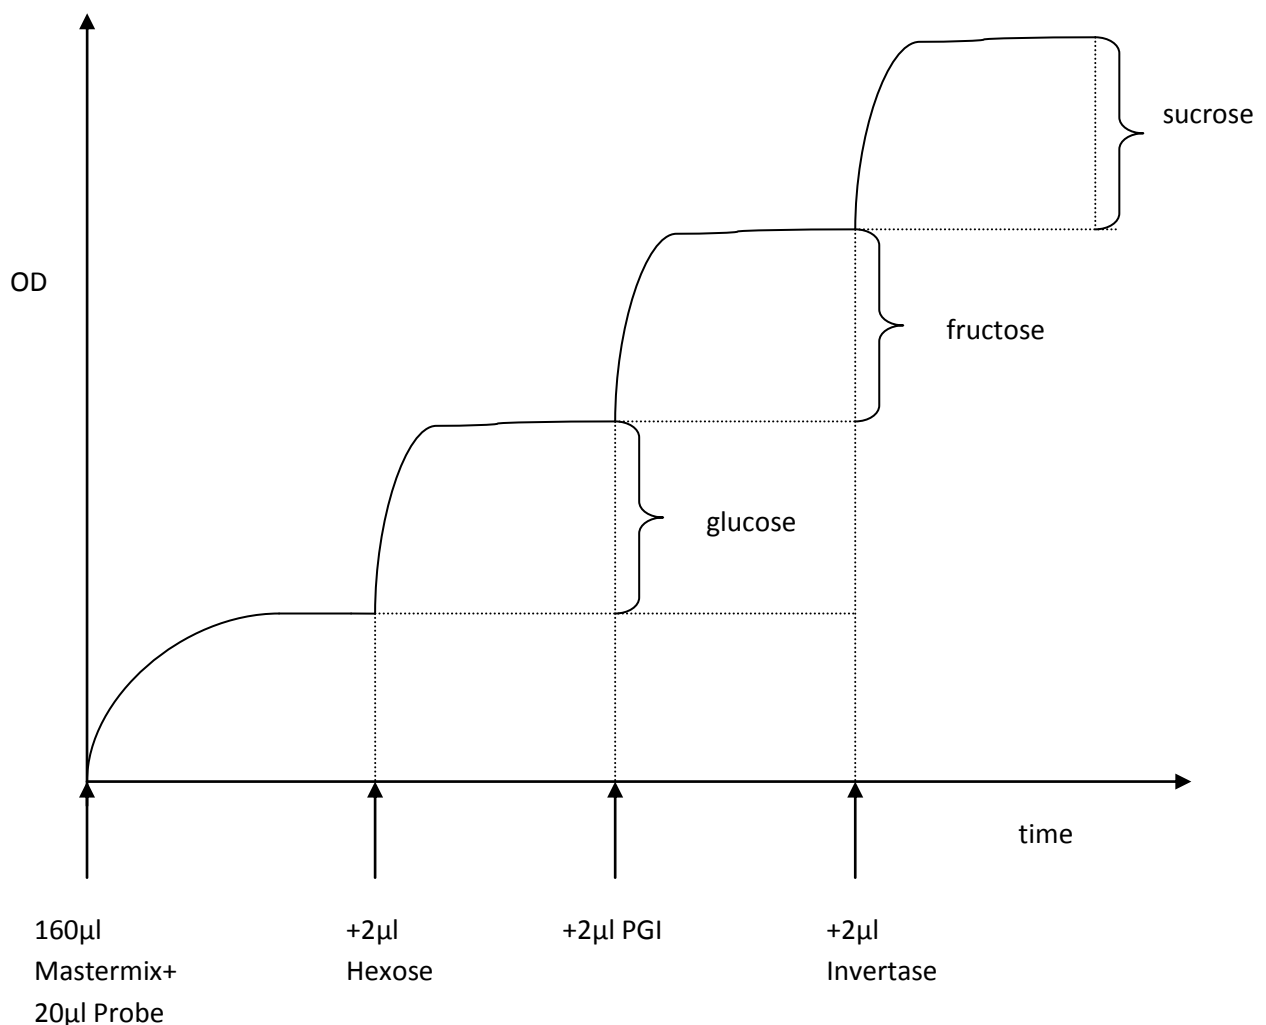 sucrose
OD
fructose
glucose
time
160µl
Mastermix+
20µl Probe
+2µl
Hexose
+2µl PGI
+2µl
Invertase